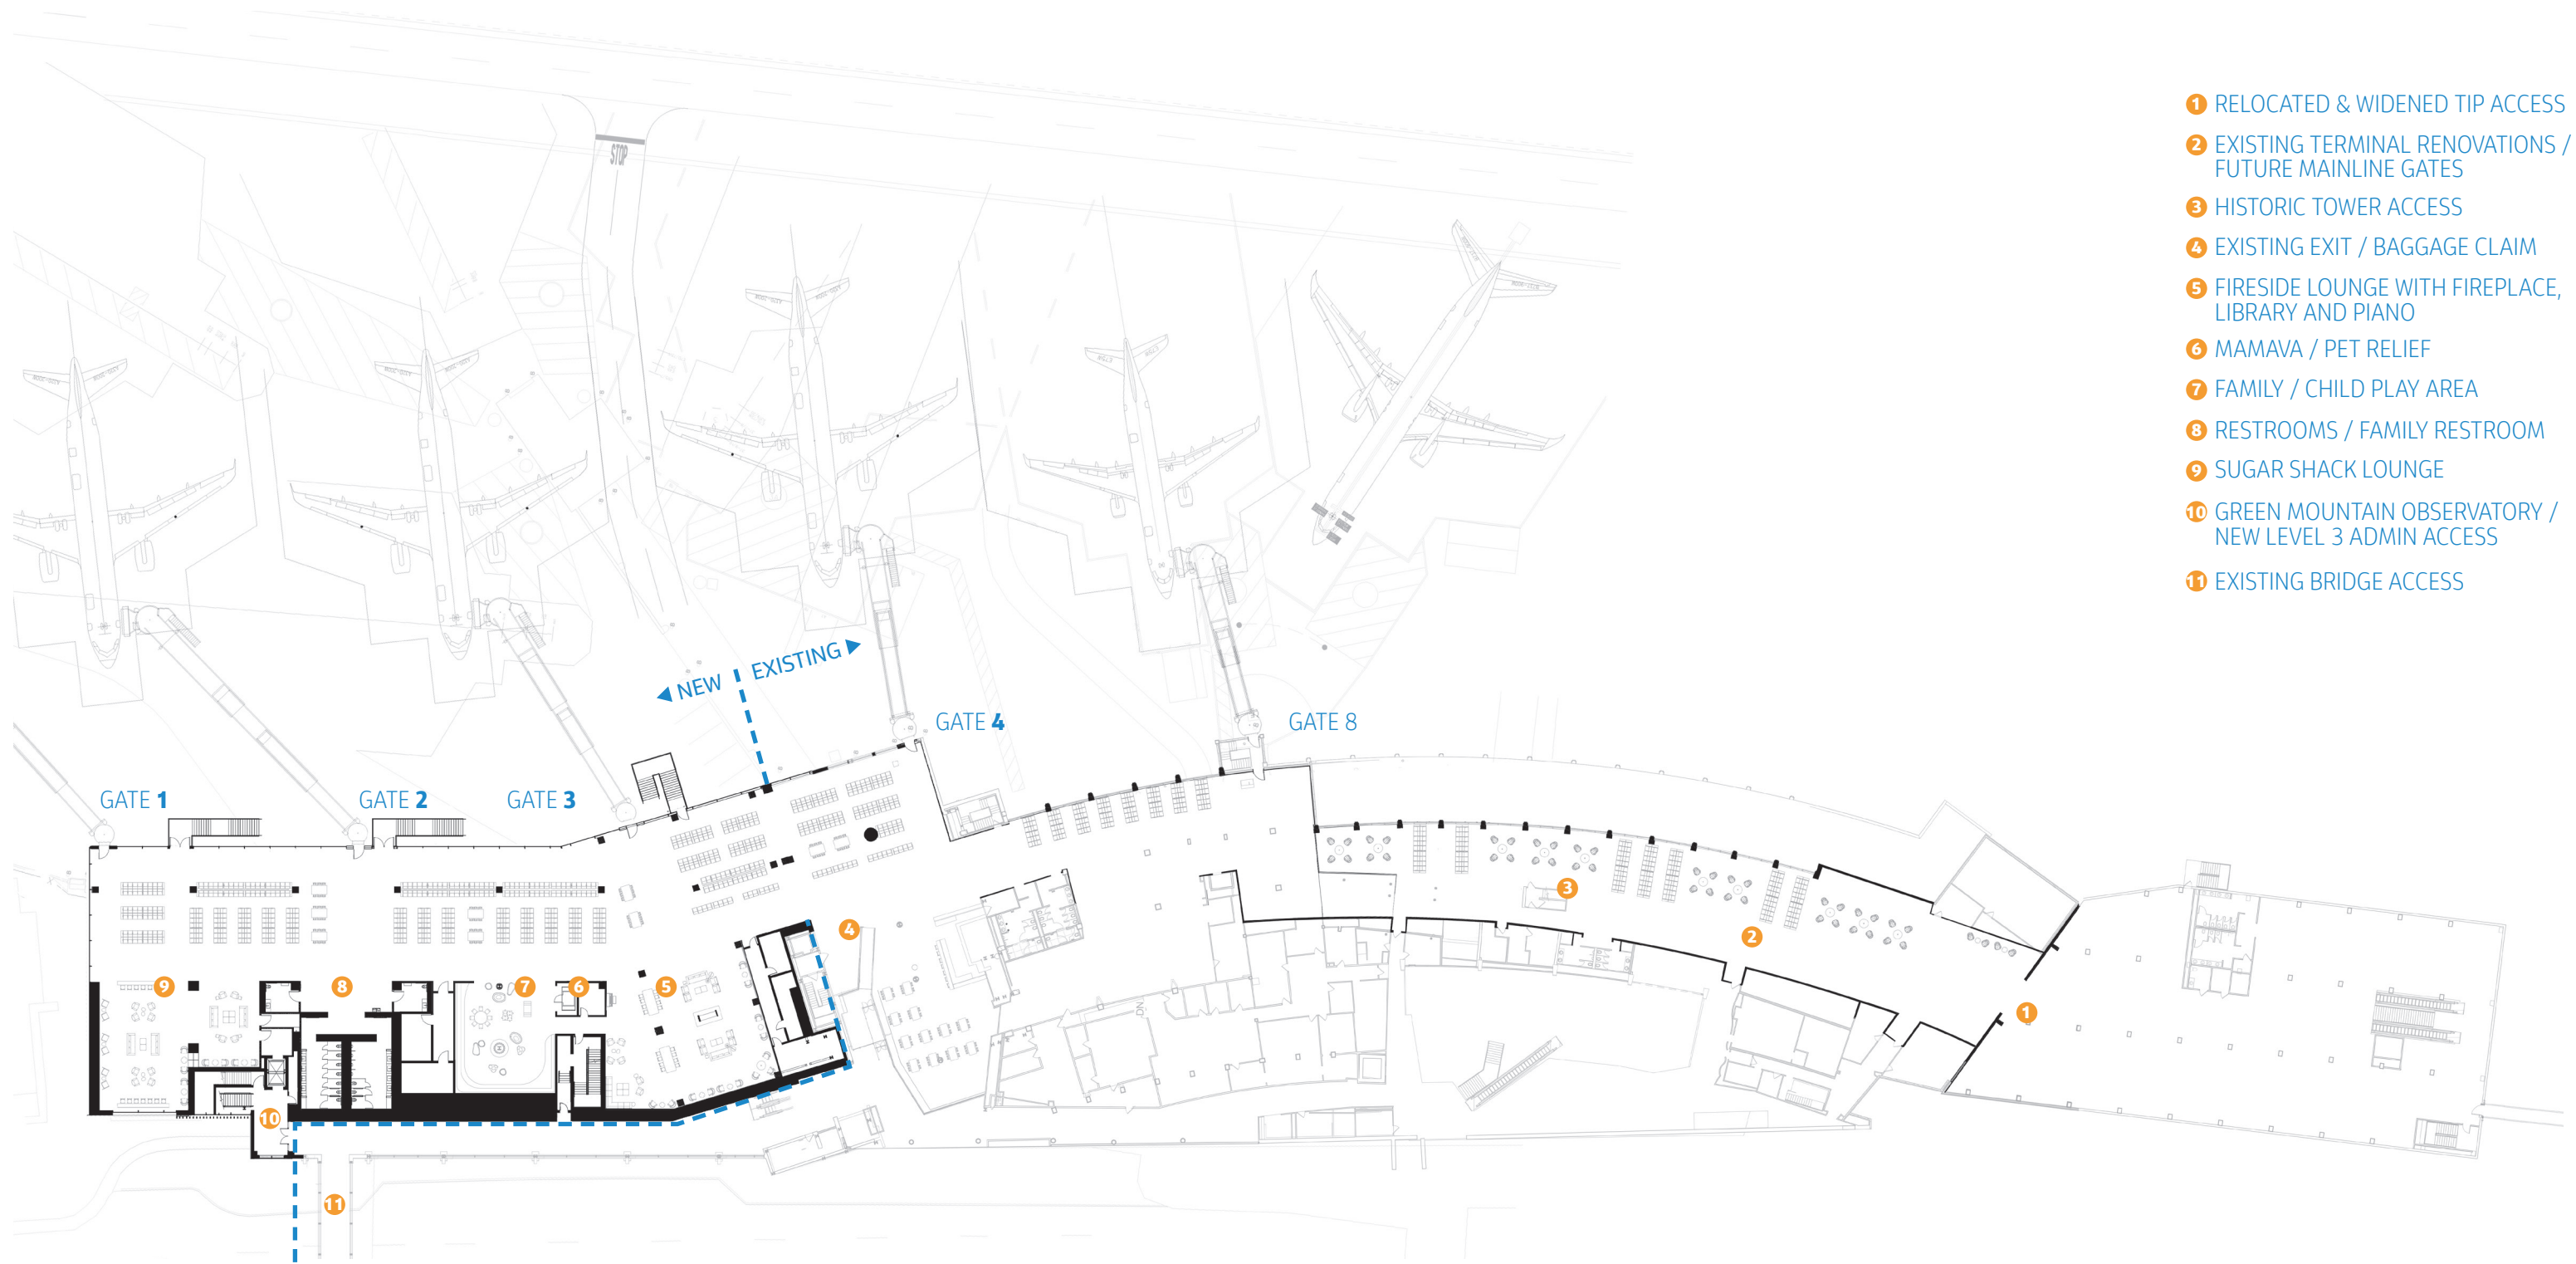 1 RELOCATED & WIDENED TIP ACCESS
2 EXISTING TERMINAL RENOVATIONS /
FUTURE MAINLINE GATES
3 HISTORIC TOWER ACCESS
4 EXISTING EXIT / BAGGAGE CLAIM
5 FIRESIDE LOUNGE WITH FIREPLACE,
LIBRARY AND PIANO
6 MAMAVA / PET RELIEF
7 FAMILY / CHILD PLAY AREA
8 RESTROOMS / FAMILY RESTROOM
9 SUGAR SHACK LOUNGE
10 GREEN MOUNTAIN OBSERVATORY /
NEW LEVEL 3 ADMIN ACCESS
11 EXISTING BRIDGE ACCESS
STOP
NEW
EXISTING
GATE 4
GATE 8
GATE 1
GATE 2
GATE 3
3
4
2
9
8
7
6
5
1
10
11